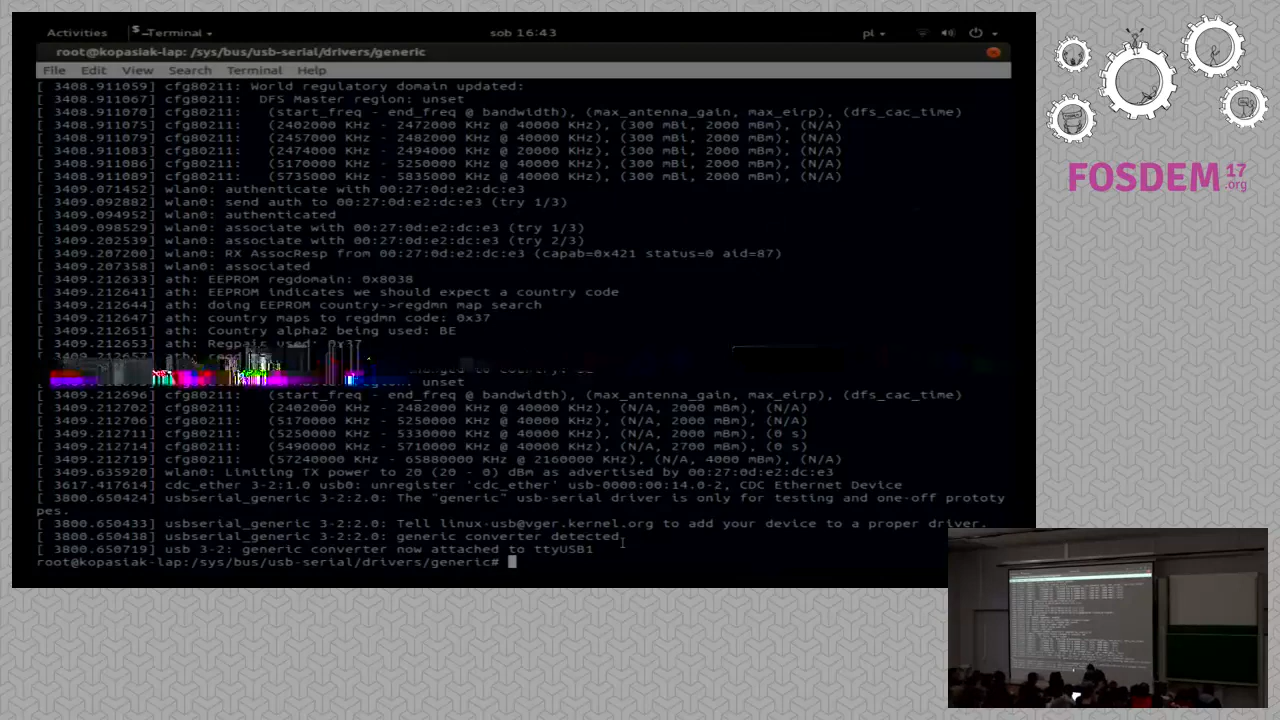 Activities
Terminal
sob 16:43
pl
root@kopasiak-lap: /sys/bus/usb-serial/drivers/generic
File Edit View Search Terminal Help
[ 3408.911059] cfg80211: World regulatory domain updated:
[ 3408.911067] cfg80211:  DFS Master region: unset
[ 3408.911070] cfg80211:   (start_freq - end_freq @ bandwidth), (max_antenna_gain, max_eirp), (dfs_cac_time)
[ 3408.911075] cfg80211:   (2402000 KHz - 2472000 KHz @ 40000 KHz), (300 mBi, 2000 mBm), (N/A)
[ 3408.911079] cfg80211:   (2457000 KHz - 2482000 KHz @ 40000 KHz), (300 mBi, 2000 mBm), (N/A)
[ 3408.911083] cfg80211:   (2474000 KHz - 2494000 KHz @ 20000 KHz), (300 mBi, 2000 mBm), (N/A)
[ 3408.911086] cfg80211:   (5170000 KHz - 5250000 KHz @ 40000 KHz), (300 mBi, 2000 mBm), (N/A)
[ 3408.911089] cfg80211:   (5735000 KHz - 5835000 KHz @ 40000 KHz), (300 mBi, 2000 mBm), (N/A)
[ 3409.071452] wlan0: authenticate with 00:27:0d:e2:dc:e3
[ 3409.092882] wlan0: send auth to 00:27:0d:e2:dc:e3 (try 1/3)
[ 3409.094952] wlan0: authenticated
[ 3409.098529] wlan0: associate with 00:27:0d:e2:dc:e3 (try 1/3)
[ 3409.202539] wlan0: associate with 00:27:0d:e2:dc:e3 (try 2/3)
[ 3409.207200] wlan0: RX AssocResp from 00:27:0d:e2:dc:e3 (capab=0x421 status=0 aid=87)
[ 3409.207358] wlan0: associated
[ 3409.212633] ath: EEPROM regdomain: 0x8038
[ 3409.212641] ath: EEPROM indicates we should expect a country code
[ 3409.212644] ath: doing EEPROM country->regdmn map search
[ 3409.212647] ath: country maps to regdmn code: 0x37
[ 3409.212651] ath: Country alpha2 being used: BE
[ 3409.212653] ath: Regpair used: 0x37
[ 3409.212657] ath:
unset
[ 3409.212696] cfg80211:   (start_freq - end_freq @ bandwidth), (max_antenna_gain, max_eirp), (dfs_cac_time)
[ 3409.212702] cfg80211:   (2402000 KHz - 2482000 KHz @ 40000 KHz), (N/A, 2000 mBm), (N/A)
[ 3409.212706] cfg80211:   (5170000 KHz - 5250000 KHz @ 40000 KHz), (N/A, 2000 mBm), (N/A)
[ 3409.212711] cfg80211:   (5250000 KHz - 5330000 KHz @ 40000 KHz), (N/A, 2000 mBm), (0 s)
[ 3409.212714] cfg80211:   (5490000 KHz - 5710000 KHz @ 40000 KHz), (N/A, 2700 mBm), (0 s)
[ 3409.212719] cfg80211:   (57240000 KHz - 65880000 KHz @ 2160000 KHz), (N/A, 4000 mBm), (N/A)
[ 3409.635920] wlan0: Limiting TX power to 20 (20 - 0) dBm as advertised by 00:27:0d:e2:dc:e3
[ 3617.417614] cdc_ether 3-2:1.0 usb0: unregister 'cdc_ether' usb-0000:00:14.0-2, CDC Ethernet Device
[ 3800.650424] usbserial_generic 3-2:2.0: The "generic" usb-serial driver is only for testing and one-off prototy
pes.
[ 3800.650433] usbserial_generic 3-2:2.0: Tell linux-usb@vger.kernel.org to add your device to a proper driver.
[ 3800.650438] usbserial_generic 3-2:2.0: generic converter detected
[ 3800.650719] usb 3-2: generic converter now attached to ttyUSB1
root@kopasiak-lap:/sys/bus/usb-serial/drivers/generic#
FOSDEM 17
.org